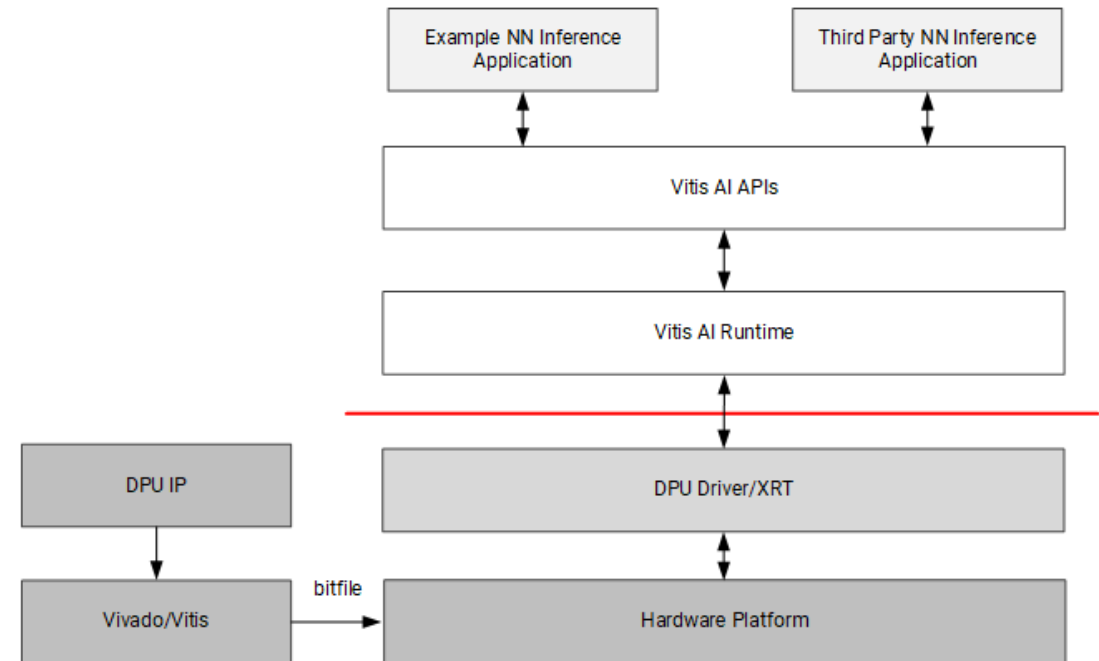 Example NN Inference
Application
Third Party NN Inference
Application
Vitis AI APIs
Vitis AI Runtime
DPU IP
DPU Driver/XRT
bitfile
Vivado/Vitis
Hardware Platform